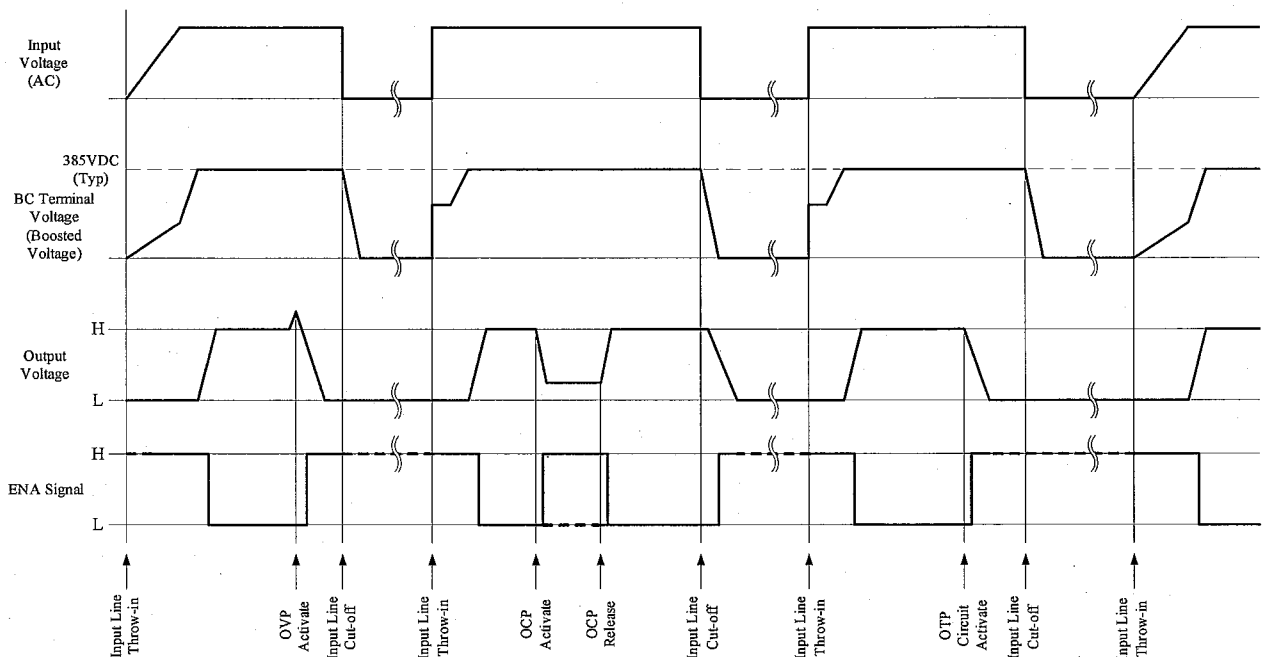 Input
Voltage
(AC)
385VDC
(Typ)
BC Terminal
Voltage
(Boosted
Voltage)
H
Output
Voltage
L
H
ENA Signal
L
Input Line
Throw-in
OVP
Activate
Input Line
Cut-off
Input Line
Throw-in
OCP
Activate
OCP
Release
Input Line
Cut-off
Input Line
Throw-in
OTP
Circuit
Activate
Input Line
Cut-off
Input Line
Throw-in